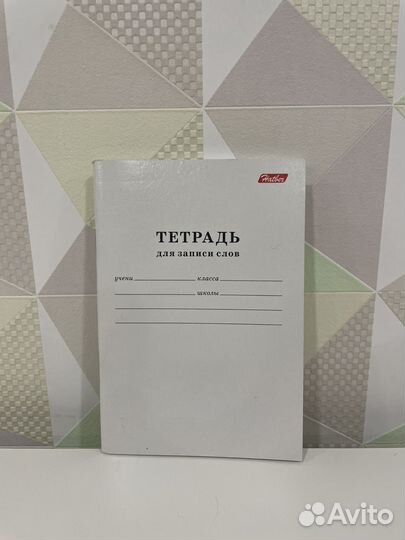 Hatber
ТЕТРАДЬ
для записи слов
учени класса
школы
Avito